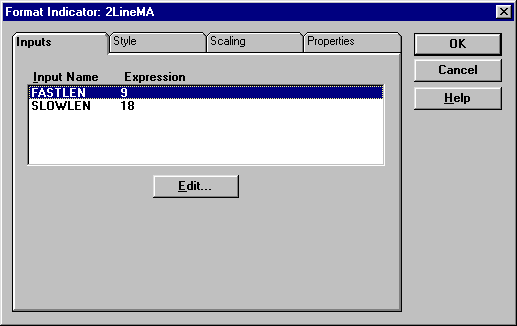 Format Indicator: 2LineMA
Inputs Style Scaling Properties
OK
Cancel
Help
Input Name Expression
FASTLEN 9
SLOWLEN 18
Edit...